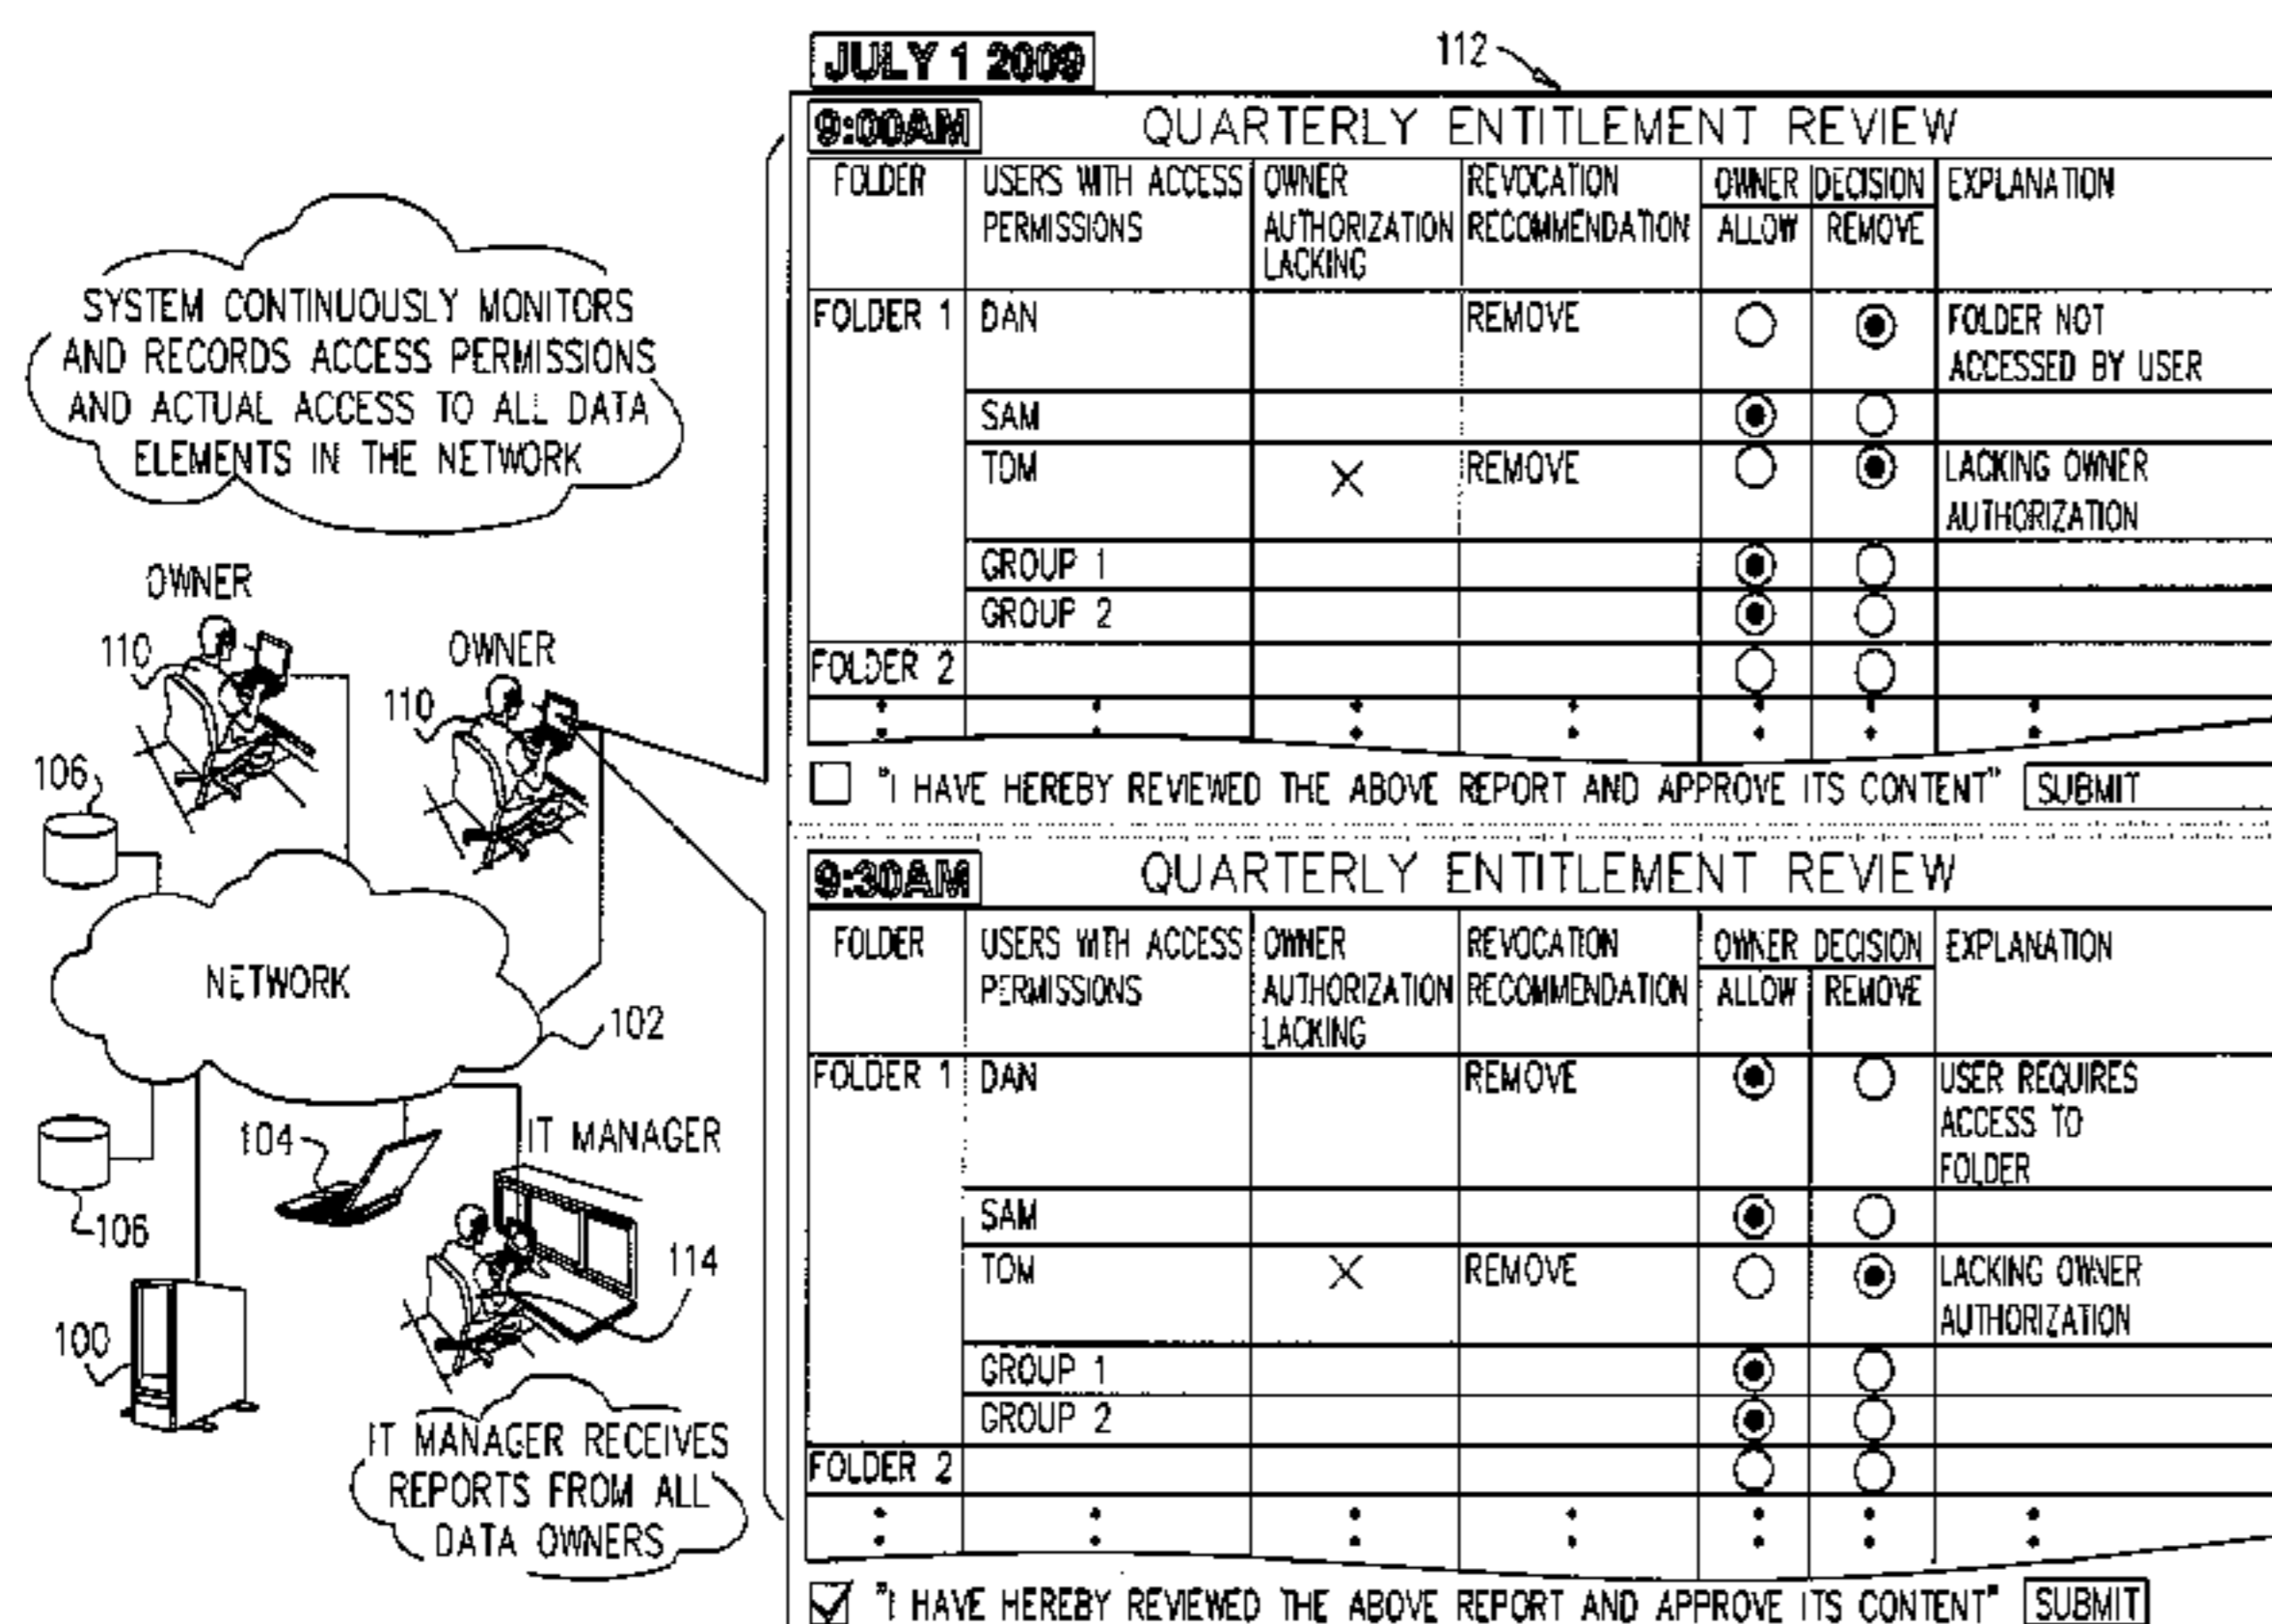 JULY 1 2009
112
9:00AM
QUARTERLY ENTITLEMENT REVIEW
FOLDER
USERS WITH ACCESS
PERMISSIONS
OWNER
AUTHORIZATION
LACKING
REVOCATION
RECOMMENDATION
OWNER DECISION
ALLOW
REMOVE
EXPLANATION
FOLDER 1
DAN
REMOVE
FOLDER NOT
ACCESSED BY USER
SAM
TOM
X
REMOVE
LACKING OWNER
AUTHORIZATION
GROUP 1
GROUP 2
FOLDER 2
"I HAVE HEREBY REVIEWED THE ABOVE REPORT AND APPROVE ITS CONTENT"
SUBMIT
9:30AM
QUARTERLY ENTITLEMENT REVIEW
FOLDER
USERS WITH ACCESS
PERMISSIONS
OWNER
AUTHORIZATION
LACKING
REVOCATION
RECOMMENDATION
OWNER DECISION
ALLOW
REMOVE
EXPLANATION
FOLDER 1
DAN
REMOVE
USER REQUIRES
ACCESS TO
FOLDER
SAM
TOM
X
REMOVE
LACKING OWNER
AUTHORIZATION
GROUP 1
GROUP 2
FOLDER 2
"I HAVE HEREBY REVIEWED THE ABOVE REPORT AND APPROVE ITS CONTENT"
SUBMIT
SYSTEM CONTINUOUSLY MONITORS
AND RECORDS ACCESS PERMISSIONS
AND ACTUAL ACCESS TO ALL DATA
ELEMENTS IN THE NETWORK
OWNER
110
OWNER
110
106
NETWORK
102
104
IT MANAGER
106
114
100
IT MANAGER RECEIVES
REPORTS FROM ALL
DATA OWNERS